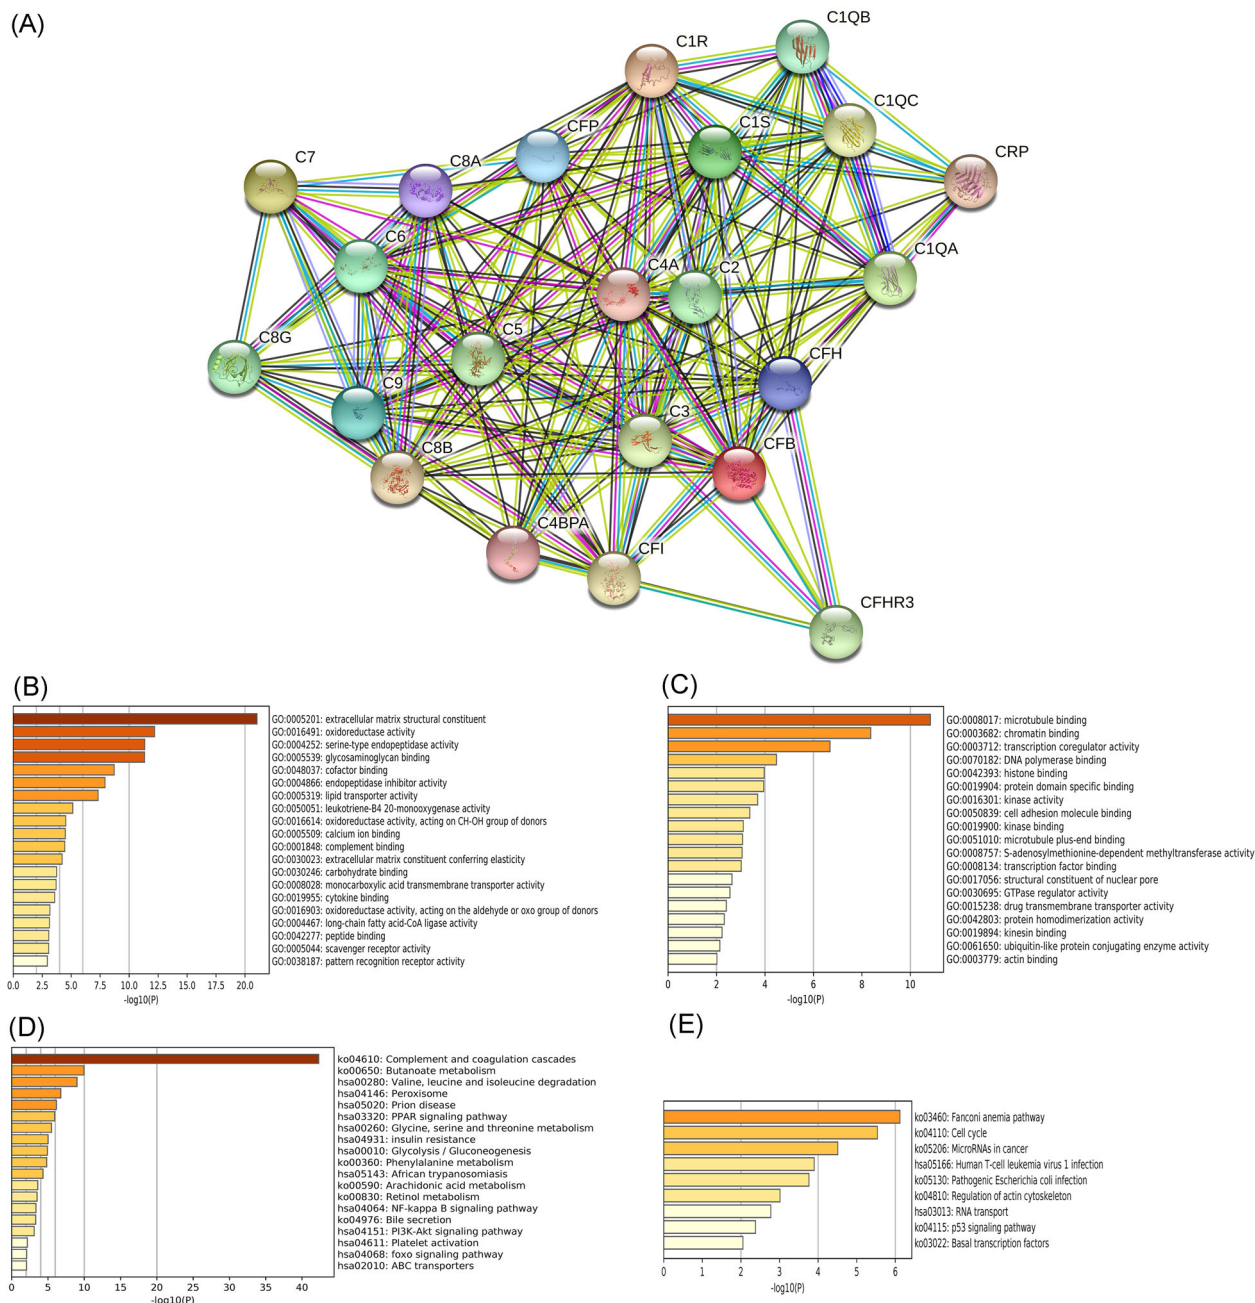 (A)
C1QB
C1R
C1QC
CFP
C1S
C7
C8A
CRP
C6
C1QA
C4A
C2
C8G
C5
CFH
C9
C3
C8B
CFB
C4BPA
CFI
CFHR3
(B)
GO:0005201: extracellular matrix structural constituent
GO:0016491: oxidoreductase activity
GO:0004252: serine-type endopeptidase activity
GO:0005539: glycosaminoglycan binding
GO:0048037: cofactor binding
GO:0004866: endopeptidase inhibitor activity
GO:0005319: lipid transporter activity
GO:0050051: leukotriene-B4 20-monooxygenase activity
GO:0016614: oxidoreductase activity, acting on CH-OH group of donors
GO:0005509: calcium ion binding
GO:0001848: complement binding
GO:0030023: extracellular matrix constituent conferring elasticity
GO:0030246: carbohydrate binding
GO:0008028: monocarboxylic acid transmembrane transporter activity
GO:0019955: cytokine binding
GO:0016903: oxidoreductase activity, acting on the aldehyde or oxo group of donors
GO:0004467: long-chain fatty acid-CoA ligase activity
GO:0042277: peptide binding
GO:0005044: scavenger receptor activity
GO:0038187: pattern recognition receptor activity
0.0 2.5 5.0 7.5 10.0 12.5 15.0 17.5 20.0
-log10(P)
(C)
GO:0008017: microtubule binding
GO:0003682: chromatin binding
GO:0003712: transcription coregulator activity
GO:0070182: DNA polymerase binding
GO:0042393: histone binding
GO:0019904: protein domain specific binding
GO:0016301: kinase activity
GO:0050839: cell adhesion molecule binding
GO:0019900: kinase binding
GO:0051010: microtubule plus-end binding
GO:0008757: S-adenosylmethionine-dependent methyltransferase activity
GO:0008134: transcription factor binding
GO:0017056: structural constituent of nuclear pore
GO:0030695: GTPase regulator activity
GO:0015238: drug transmembrane transporter activity
GO:0042803: protein homodimerization activity
GO:0019894: kinesin binding
GO:0061650: ubiquitin-like protein conjugating enzyme activity
GO:0003779: actin binding
0 2 4 6 8 10
-log10(P)
(D)
ko04610: Complement and coagulation cascades
ko00650: Butanoate metabolism
hsa00280: Valine, leucine and isoleucine degradation
hsa04146: Peroxisome
hsa05020: Prion disease
hsa03320: PPAR signaling pathway
hsa00260: Glycine, serine and threonine metabolism
hsa04931: insulin resistance
hsa00010: Glycolysis / Gluconeogenesis
ko00360: Phenylalanine metabolism
hsa05143: African trypanosomiasis
ko00590: Arachidonic acid metabolism
ko00830: Retinol metabolism
hsa04064: NF-kappa B signaling pathway
ko04976: Bile secretion
hsa04151: PI3K-Akt signaling pathway
hsa04611: Platelet activation
hsa04068: foxo signaling pathway
hsa02010: ABC transporters
0 5 10 15 20 25 30 35 40
-log10(P)
(E)
ko03460: Fanconi anemia pathway
ko04110: Cell cycle
ko05206: MicroRNAs in cancer
hsa05166: Human T-cell leukemia virus 1 infection
ko05130: Pathogenic Escherichia coli infection
ko04810: Regulation of actin cytoskeleton
hsa03013: RNA transport
ko04115: p53 signaling pathway
ko03022: Basal transcription factors
0 1 2 3 4 5 6
-log10(P)